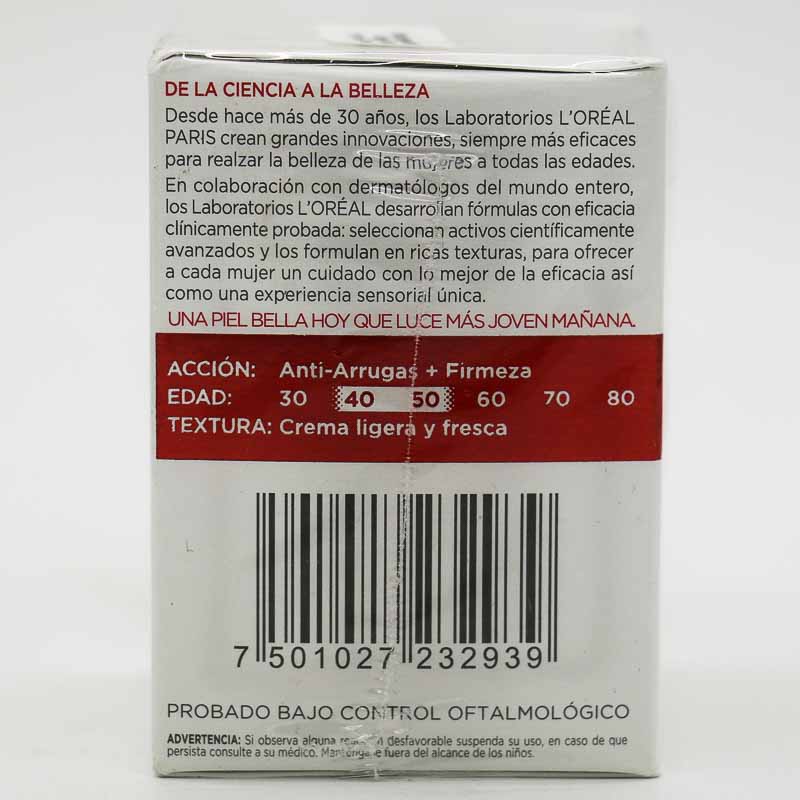 DE LA CIENCIA A LA BELLEZA
Desde hace más de 30 años, los Laboratorios L'ORÉAL
PARIS crean grandes innovaciones, siempre más eficaces
para realzar la belleza de las mujeres a todas las edades.
En colaboración con dermatólogos del mundo entero,
los Laboratorios L'ORÉAL desarrollan fórmulas con eficacia
clínicamente probada: seleccionan activos científicamente
avanzados y los formulan en ricas texturas, para ofrecer
a cada mujer un cuidado con lo mejor de la eficacia así
como una experiencia sensorial única.
UNA PIEL BELLA HOY QUE LUCE MÁS JOVEN MAÑANA.
ACCIÓN: Anti-Arrugas + Firmeza
EDAD: 30 40 50 60 70 80
TEXTURA: Crema ligera y fresca
7 501027 232939
PROBADO BAJO CONTROL OFTALMOLÓGICO
ADVERTENCIA: Si observa alguna reacción desfavorable suspenda su uso, en caso de que
persista consulte a su médico. Manténgase fuera del alcance de los niños.